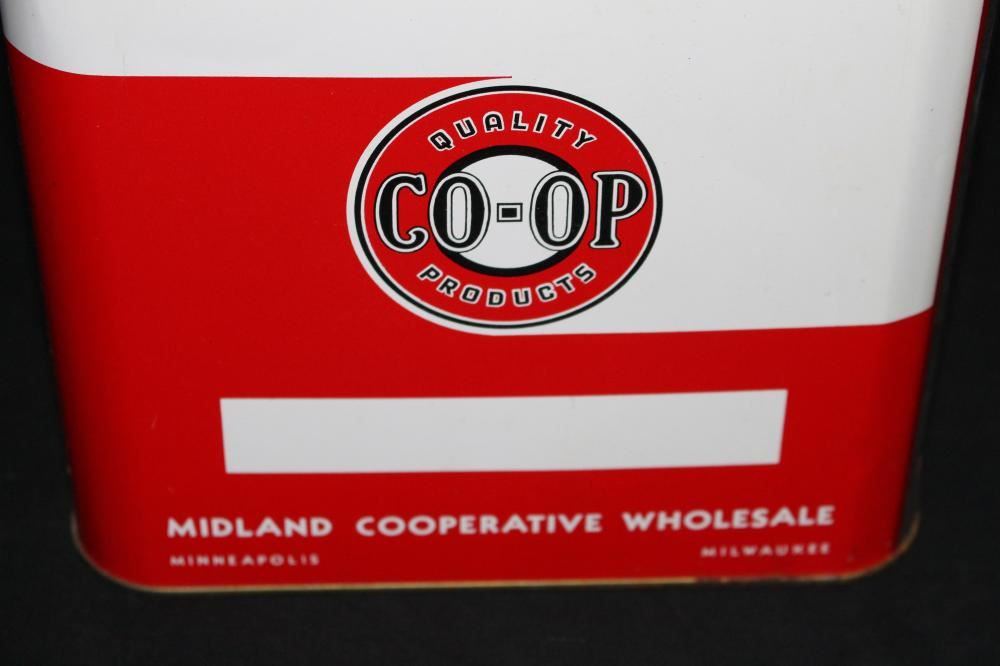 QUALITY
CO-OP
PRODUCTS
MIDLAND COOPERATIVE WHOLESALE
MINNEAPOLIS MILWAUKEE